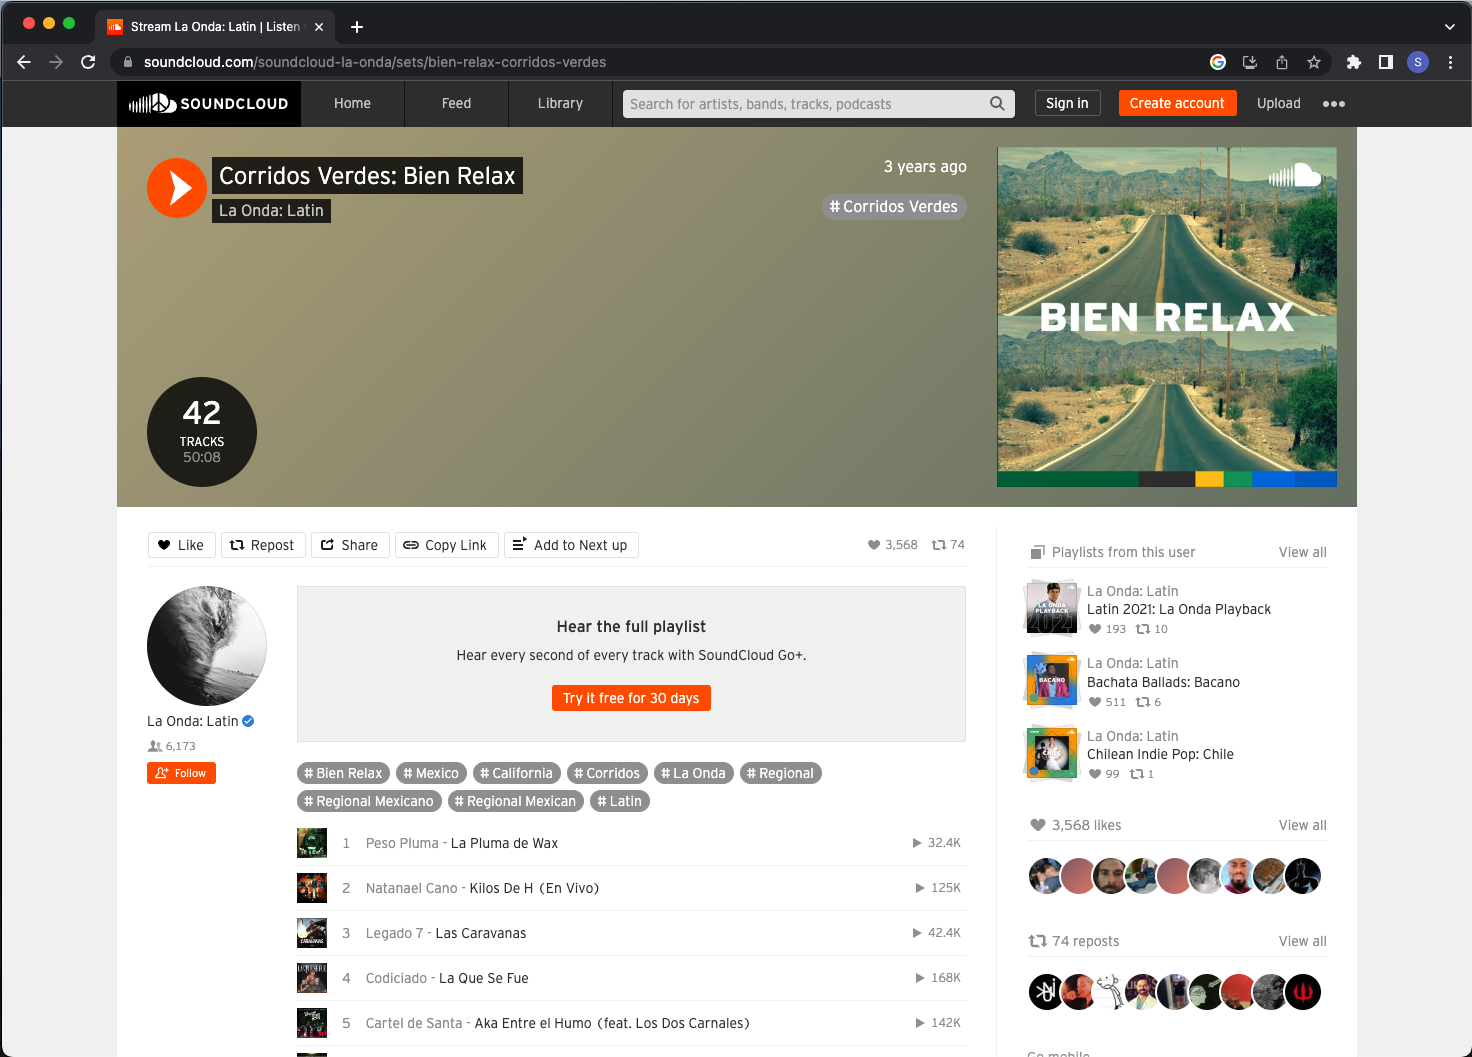 Stream La Onda: Latin | Listen
soundcloud.com/soundcloud-la-onda/sets/bien-relax-corridos-verdes
S
SOUNDCLOUD
Home
Feed
Library
Search for artists, bands, tracks, podcasts
Sign in
Create account
Upload
Corridos Verdes: Bien Relax
La Onda: Latin
3 years ago
# Corridos Verdes
BIEN RELAX
42
TRACKS
50:08
Like
Repost
Share
Copy Link
Add to Next up
3,568
74
La Onda: Latin
6,173
Follow
Hear the full playlist
Hear every second of every track with SoundCloud Go+.
Try it free for 30 days
# Bien Relax # Mexico # California # Corridos # La Onda # Regional
# Regional Mexicano # Regional Mexican # Latin
1 Peso Pluma - La Pluma de Wax 32.4K
2 Natanael Cano - Kilos De H (En Vivo) 125K
3 Legado 7 - Las Caravanas 42.4K
4 Codiciado - La Que Se Fue 168K
5 Cartel de Santa - Aka Entre el Humo (feat. Los Dos Carnales) 142K
Playlists from this user View all
LA ONDA
PLAYBACK
2021
La Onda: Latin
Latin 2021: La Onda Playback
193 10
BACANO
La Onda: Latin
Bachata Ballads: Bacano
511 6
La Onda: Latin
Chilean Indie Pop: Chile
99 1
3,568 likes View all
74 reposts View all
Go mobile